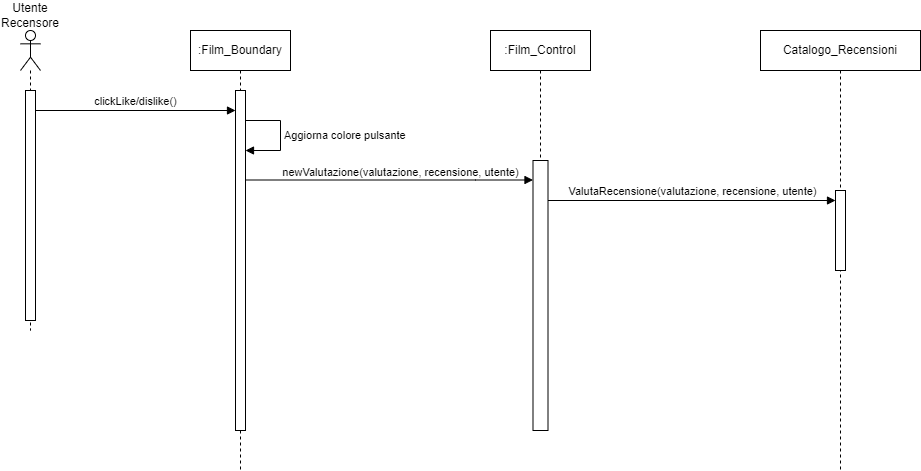 Utente
Recensore
:Film_Boundary
:Film_Control
Catalogo_Recensioni
clickLike/dislike()
Aggiorna colore pulsante
newValutazione(valutazione, recensione, utente)
ValutaRecensione(valutazione, recensione, utente)